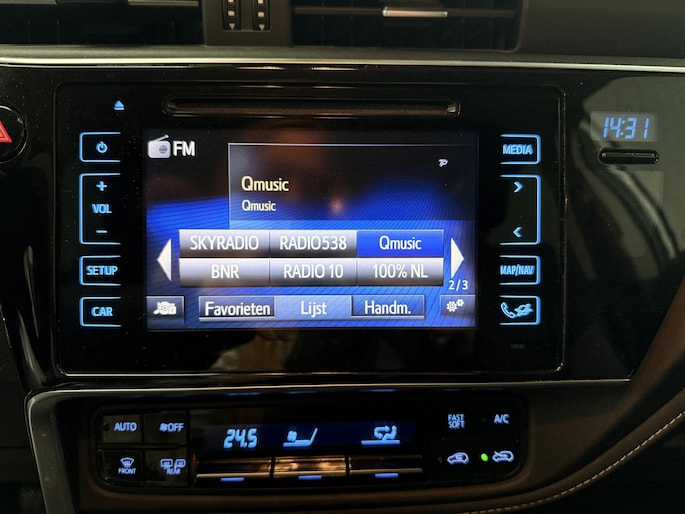 14:31
MEDIA
FM
TP
Qmusic
Qmusic
VOL
SKYRADIO RADIO538 Qmusic
BNR RADIO 10 100% NL
2/3
SETUP
MAP/NAV
CAR
Favorieten Lijst Handm.
AUTO OFF
24.5
FAST SOFT
A/C
FRONT
REAR